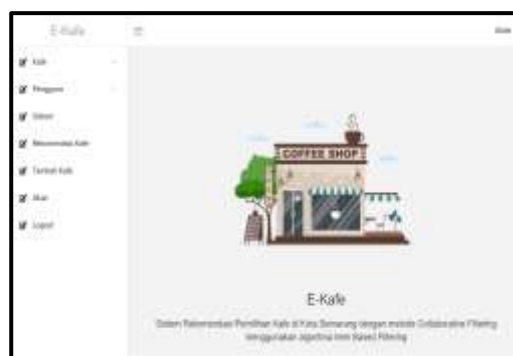 E-Kafe
Kafe
Pengguna
Rekomendasi Kafe
Tambah Kafe
Akun
Logout
COFFEE SHOP
E-Kafe
Sistem Rekomendasi Pemilihan Kafe di Kota Semarang dengan metode Collaborative Filtering
menggunakan algoritma Item Based Filtering